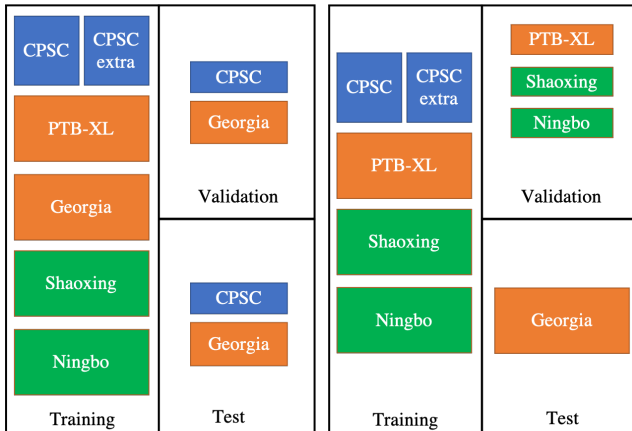 CPSC
CPSC
extra
PTB-XL
Georgia
Shaoxing
Ningbo
Training
CPSC
Georgia
Validation
CPSC
Georgia
Test
CPSC
CPSC
extra
PTB-XL
Shaoxing
Ningbo
Training
PTB-XL
Shaoxing
Ningbo
Validation
Georgia
Test